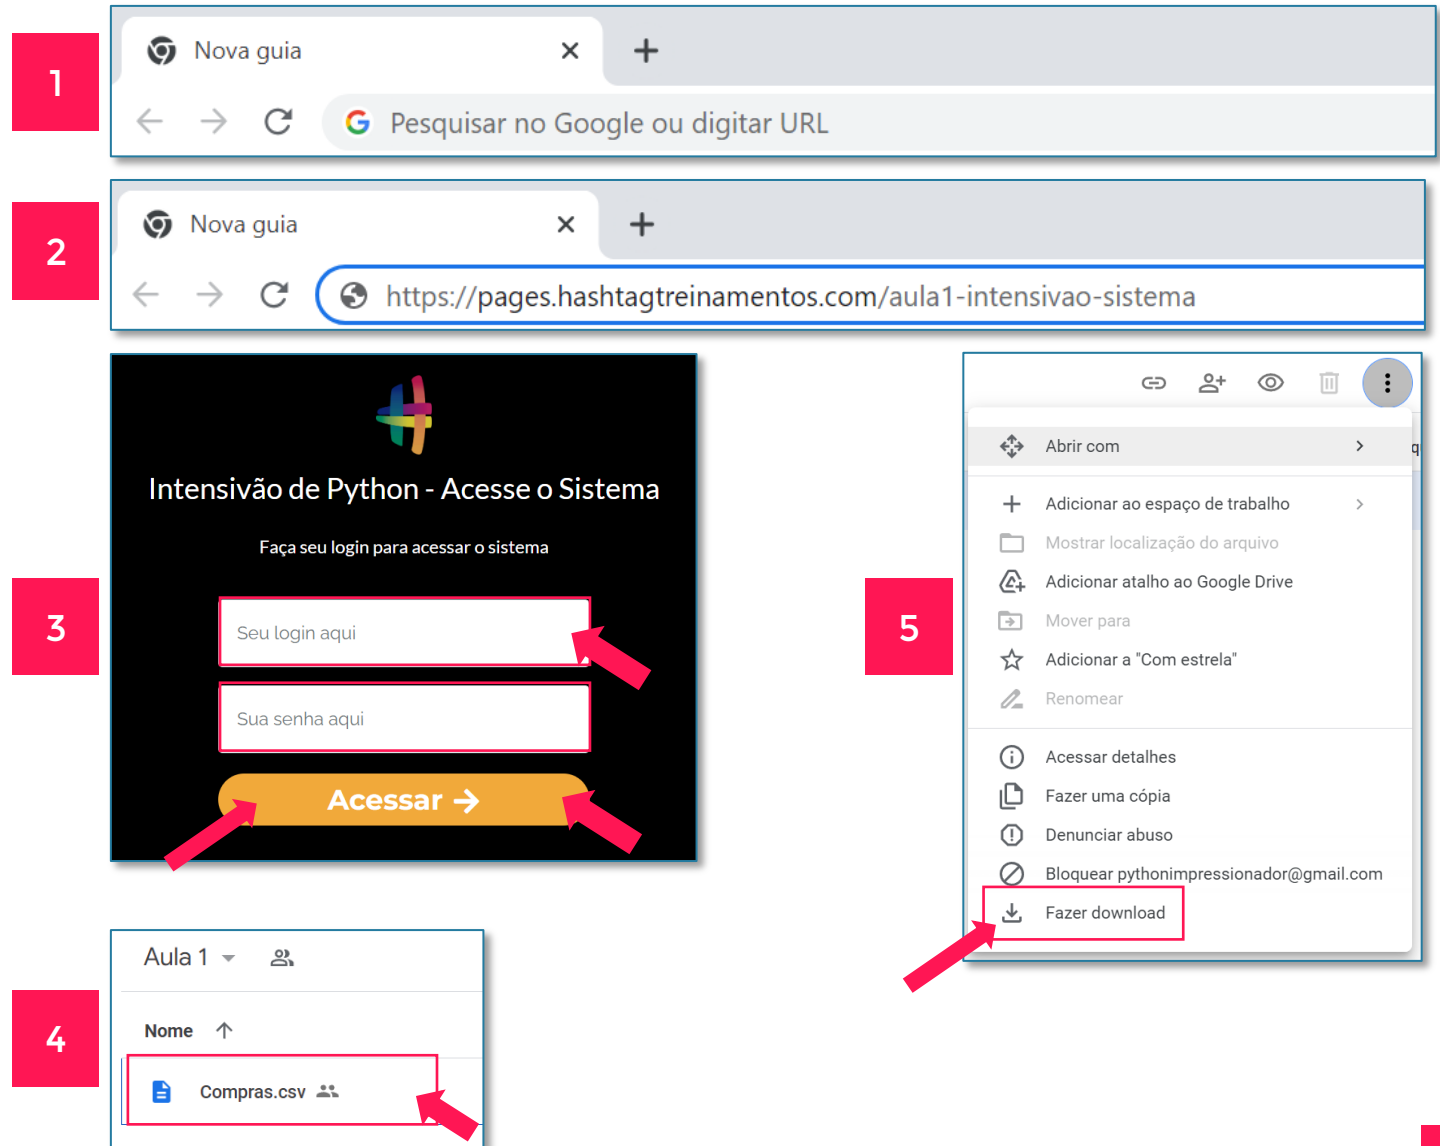 1
Nova guia
Pesquisar no Google ou digitar URL
2
Nova guia
https://pages.hashtagtreinamentos.com/aula1-intensivao-sistema
3
Intensivão de Python - Acesse o Sistema
Faça seu login para acessar o sistema
Seu login aqui
Sua senha aqui
Acessar →
4
Aula 1
Nome ↑
Compras.csv
5
Abrir com
Adicionar ao espaço de trabalho
Mostrar localização do arquivo
Adicionar atalho ao Google Drive
Mover para
Adicionar a "Com estrela"
Renomear
Acessar detalhes
Fazer uma cópia
Denunciar abuso
Bloquear pythonimpressionador@gmail.com
Fazer download